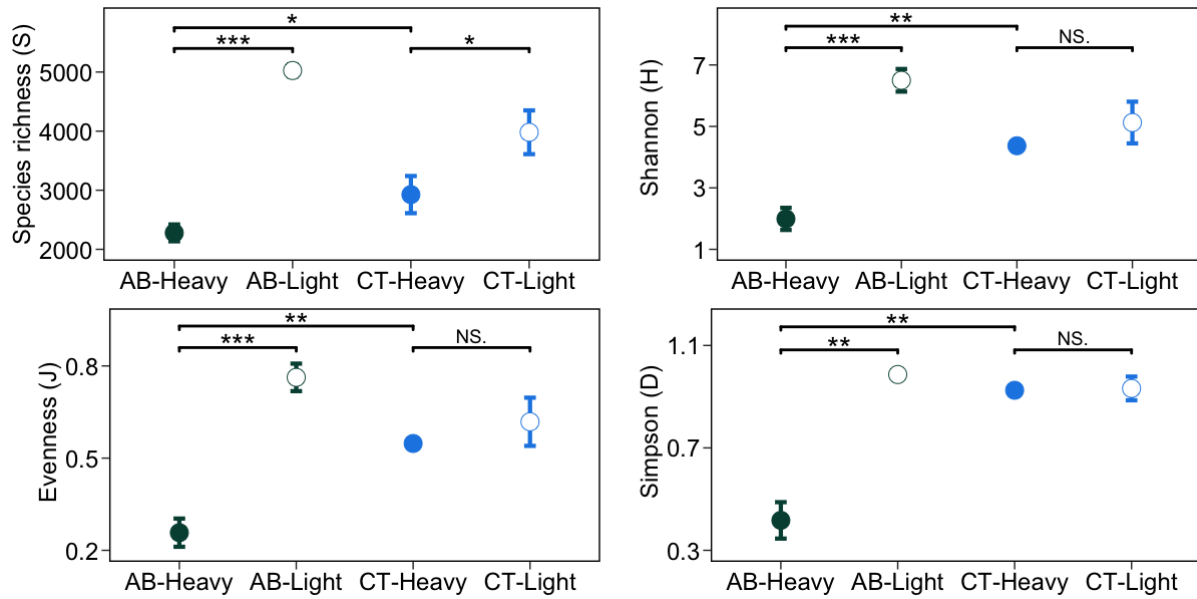 Species richness (S)
*
***
*
5000
4000
3000
2000
AB-Heavy AB-Light CT-Heavy CT-Light
Shannon (H)
**
***
NS.
7
5
3
1
AB-Heavy AB-Light CT-Heavy CT-Light
Evenness (J)
**
***
NS.
0.8
0.5
0.2
AB-Heavy AB-Light CT-Heavy CT-Light
Simpson (D)
**
**
NS.
1.1
0.7
0.3
AB-Heavy AB-Light CT-Heavy CT-Light